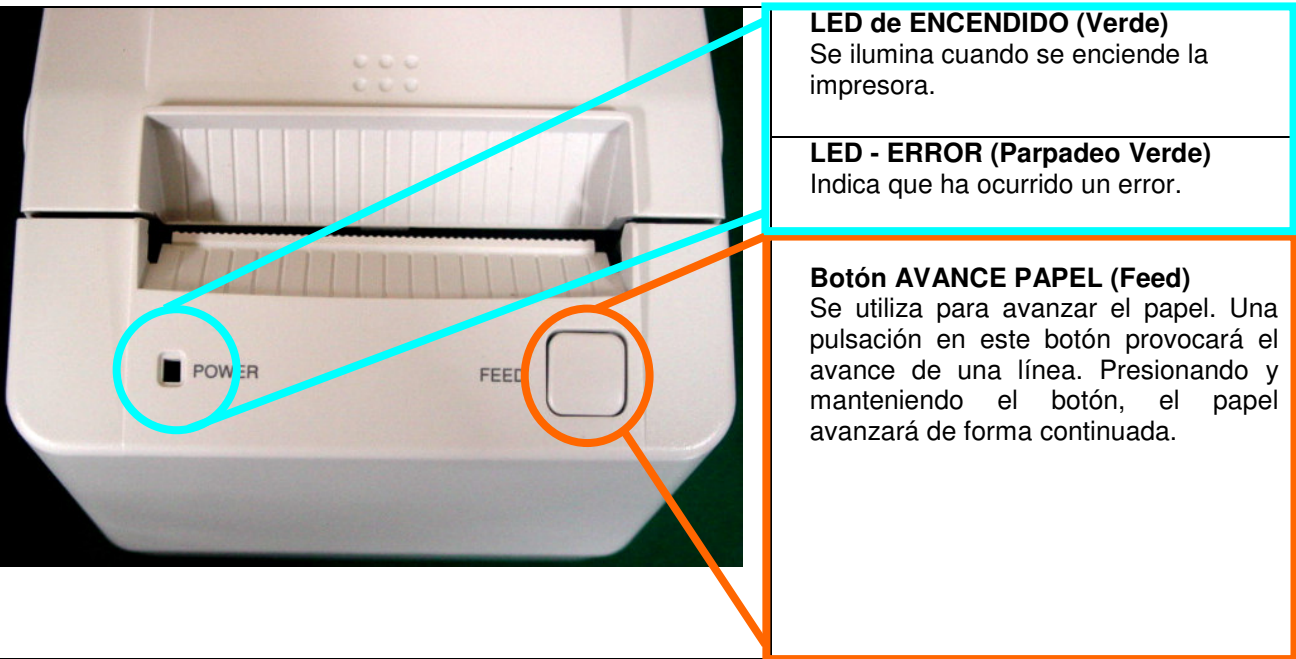 LED de ENCENDIDO (Verde)
Se ilumina cuando se enciende la
impresora.
LED - ERROR (Parpadeo Verde)
Indica que ha ocurrido un error.
Botón AVANCE PAPEL (Feed)
Se utiliza para avanzar el papel. Una
pulsación en este botón provocará el
avance de una línea. Presionando y
manteniendo el botón, el papel
avanzará de forma continuada.
POWER
FEED